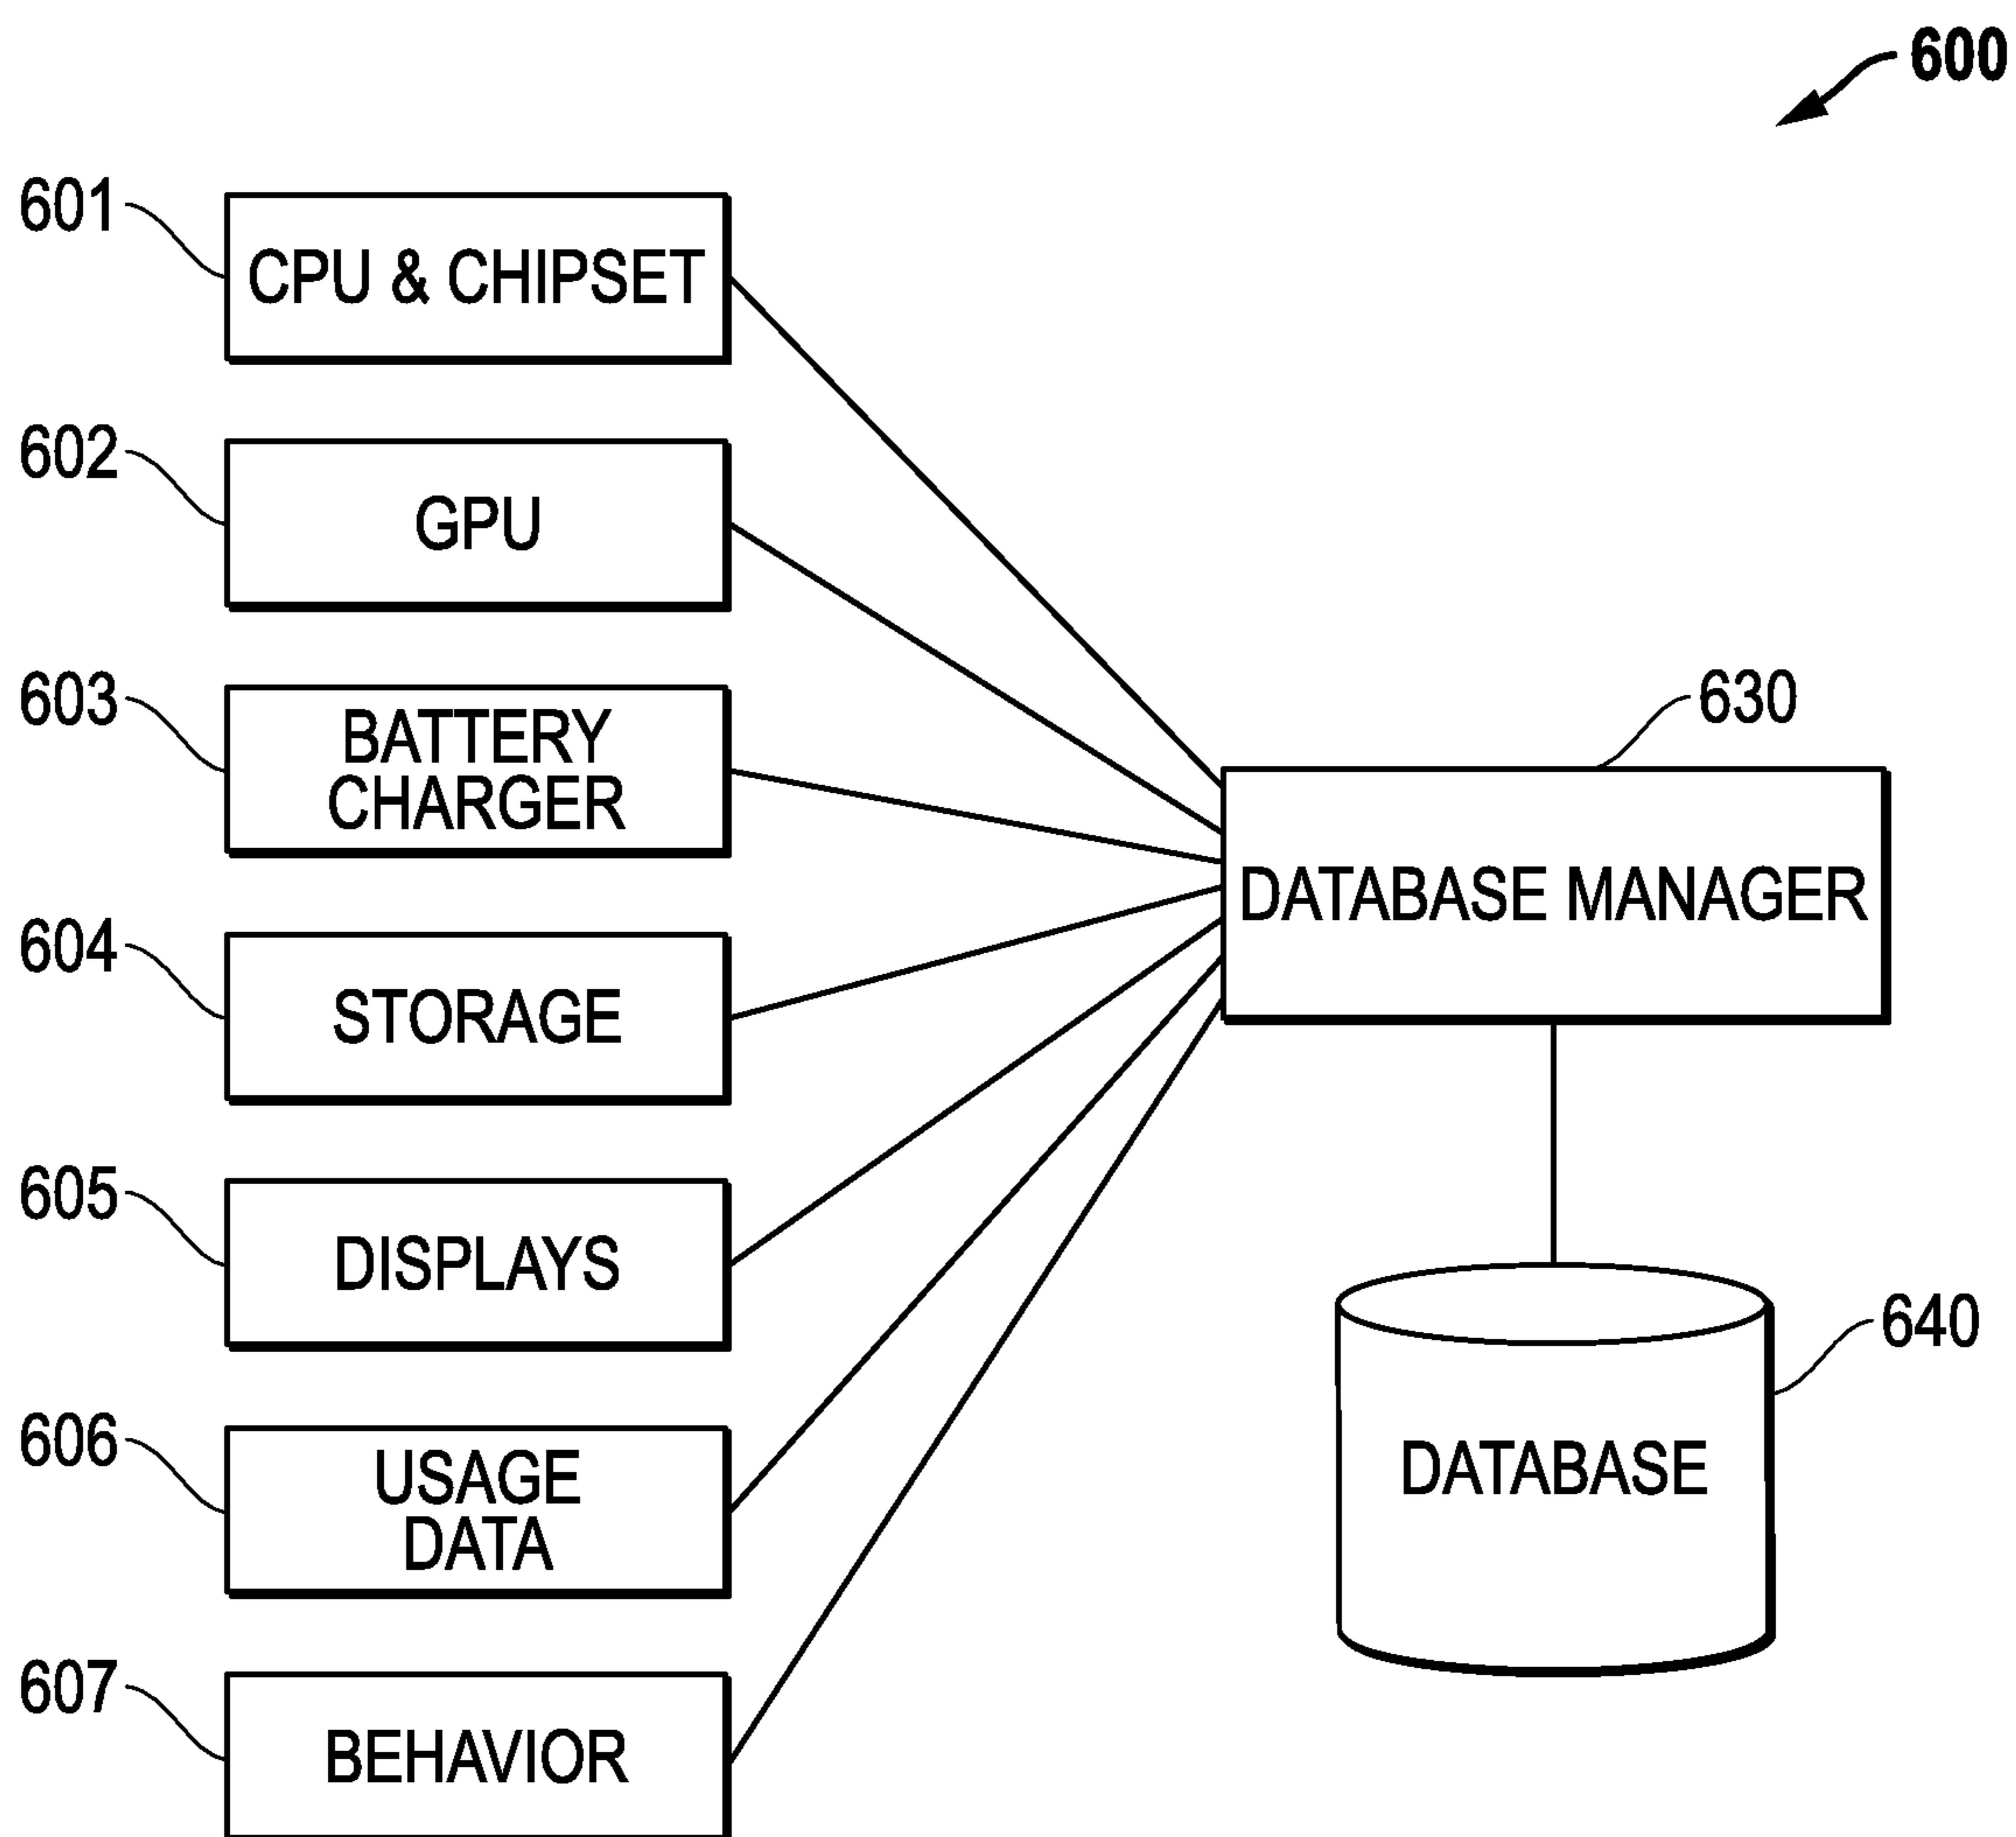 600
601
CPU & CHIPSET
602
GPU
603
BATTERY
CHARGER
630
DATABASE MANAGER
604
STORAGE
605
DISPLAYS
640
DATABASE
606
USAGE
DATA
607
BEHAVIOR